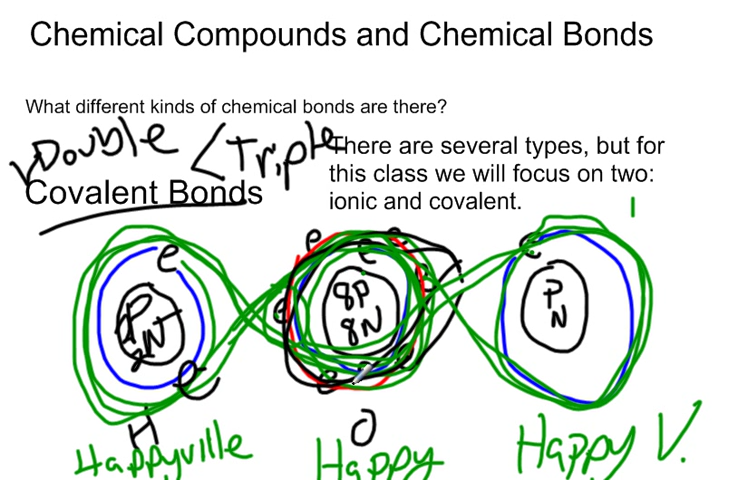 Chemical Compounds and Chemical Bonds
What different kinds of chemical bonds are there?
Double < Triple
There are several types, but for
this class we will focus on two:
ionic and covalent.
Covalent Bonds
e e e e e e
8P
8N
P
N
P
2N
e
H O
Happyville Happy Happy V.